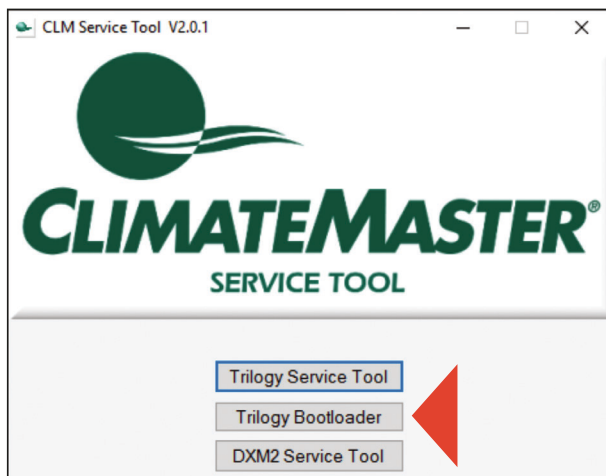 CLM Service Tool V2.0.1
CLIMATEMASTER®
SERVICE TOOL
Trilogy Service Tool
Trilogy Bootloader
DXM2 Service Tool